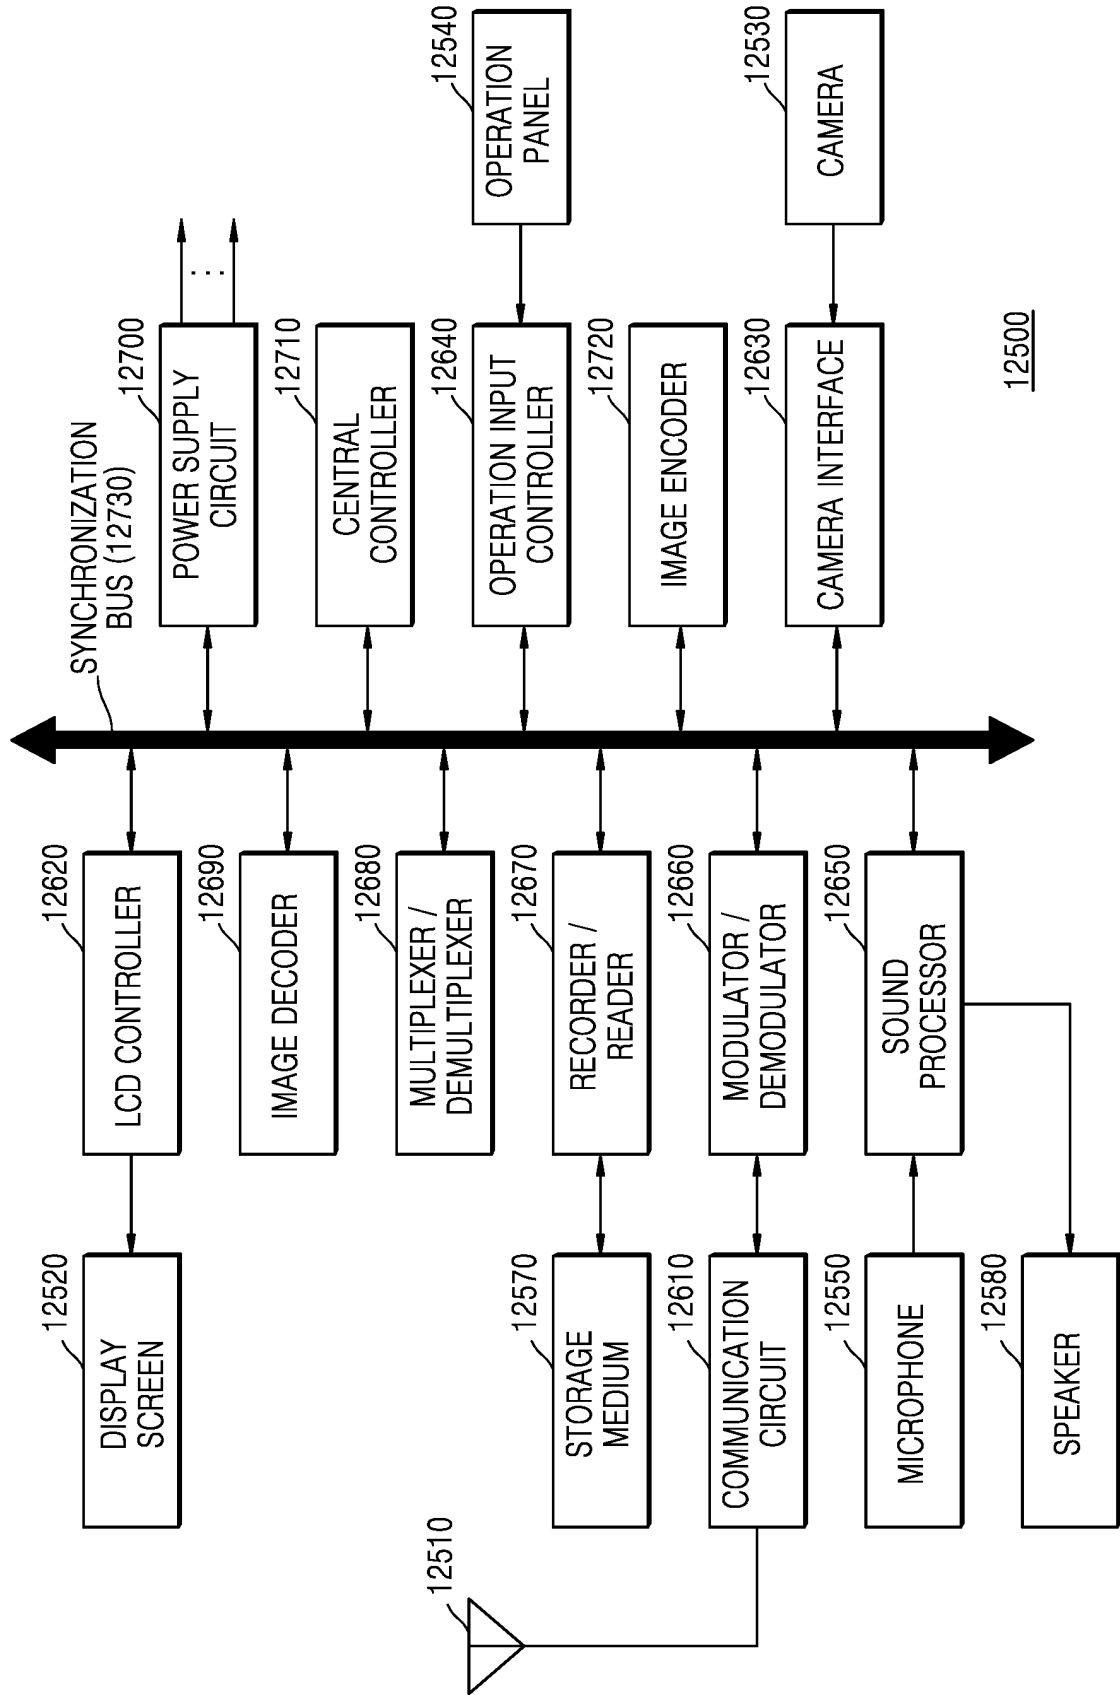 SYNCHRONIZATION
BUS (12730)
12520
DISPLAY
SCREEN
12620
LCD CONTROLLER
12700
POWER SUPPLY
CIRCUIT
...
12690
IMAGE DECODER
12710
CENTRAL
CONTROLLER
12680
MULTIPLEXER /
DEMULTIPLEXER
12640
OPERATION INPUT
CONTROLLER
12540
OPERATION
PANEL
12510
12570
STORAGE
MEDIUM
12670
RECORDER /
READER
12720
IMAGE ENCODER
12610
COMMUNICATION
CIRCUIT
12660
MODULATOR /
DEMODULATOR
12630
CAMERA INTERFACE
12530
CAMERA
12550
MICROPHONE
12650
SOUND
PROCESSOR
12580
SPEAKER
12500